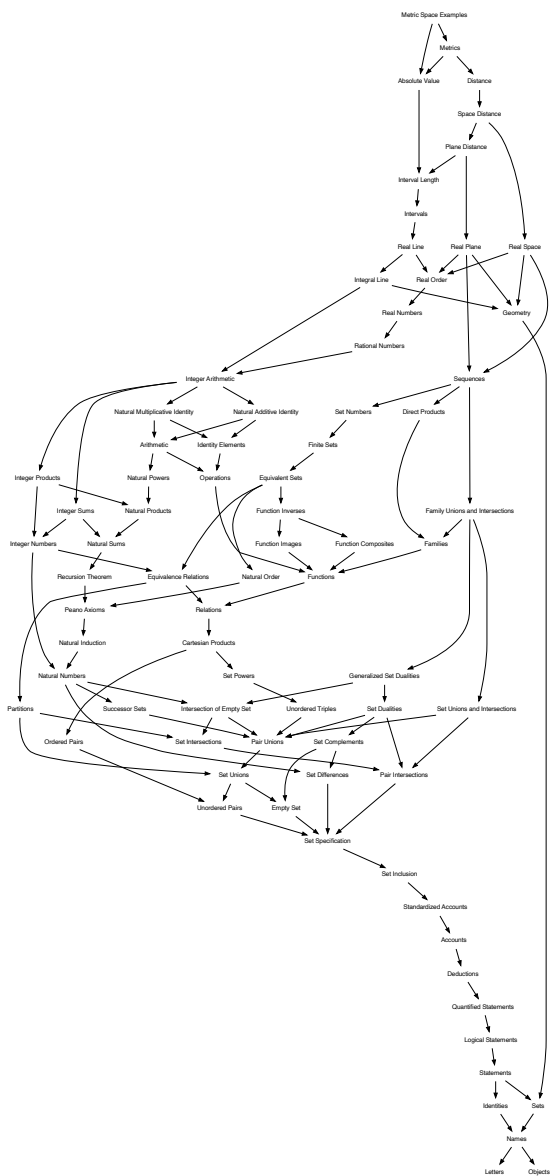 Metric Space Examples
Metrics
Absolute Value Distance
Space Distance
Plane Distance
Interval Length
Intervals
Real Line Real Plane Real Space
Integral Line Real Order
Real Numbers Geometry
Rational Numbers
Integer Arithmetic Sequences
Natural Multiplicative Identity Natural Additive Identity Set Numbers Direct Products
Arithmetic Identity Elements Finite Sets
Integer Products Natural Powers Operations Equivalent Sets
Integer Sums Natural Products Function Inverses Family Unions and Intersections
Integer Numbers Natural Sums Function Images Function Composites Families
Recursion Theorem Equivalence Relations Natural Order Functions
Peano Axioms Relations
Natural Induction Cartesian Products
Natural Numbers Set Powers Generalized Set Dualities
Partitions Successor Sets Intersection of Empty Set Unordered Triples Set Dualities Set Unions and Intersections
Ordered Pairs Set Intersections Pair Unions Set Complements
Set Unions Set Differences Pair Intersections
Unordered Pairs Empty Set
Set Specification
Set Inclusion
Standardized Accounts
Accounts
Deductions
Quantified Statements
Logical Statements
Statements
Identities Sets
Names
Letters Objects